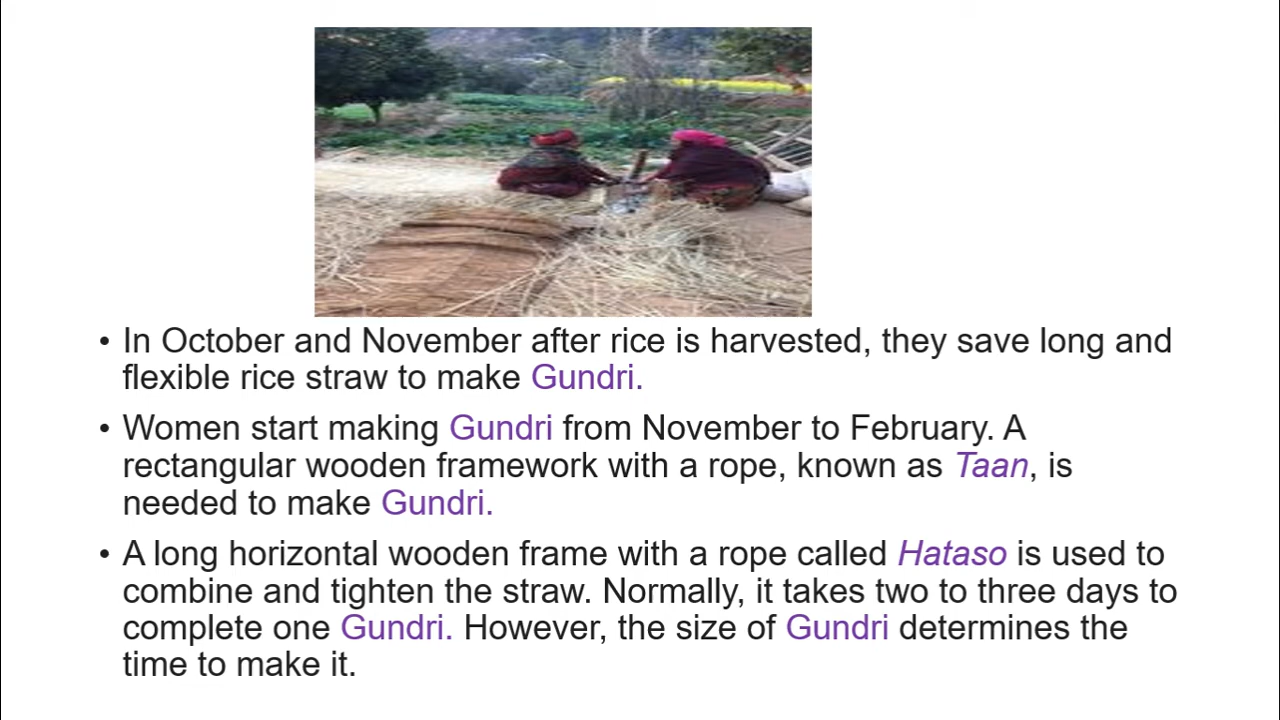 • In October and November after rice is harvested, they save long and
flexible rice straw to make Gundri.
• Women start making Gundri from November to February. A
rectangular wooden framework with a rope, known as Taan, is
needed to make Gundri.
• A long horizontal wooden frame with a rope called Hataso is used to
combine and tighten the straw. Normally, it takes two to three days to
complete one Gundri. However, the size of Gundri determines the
time to make it.